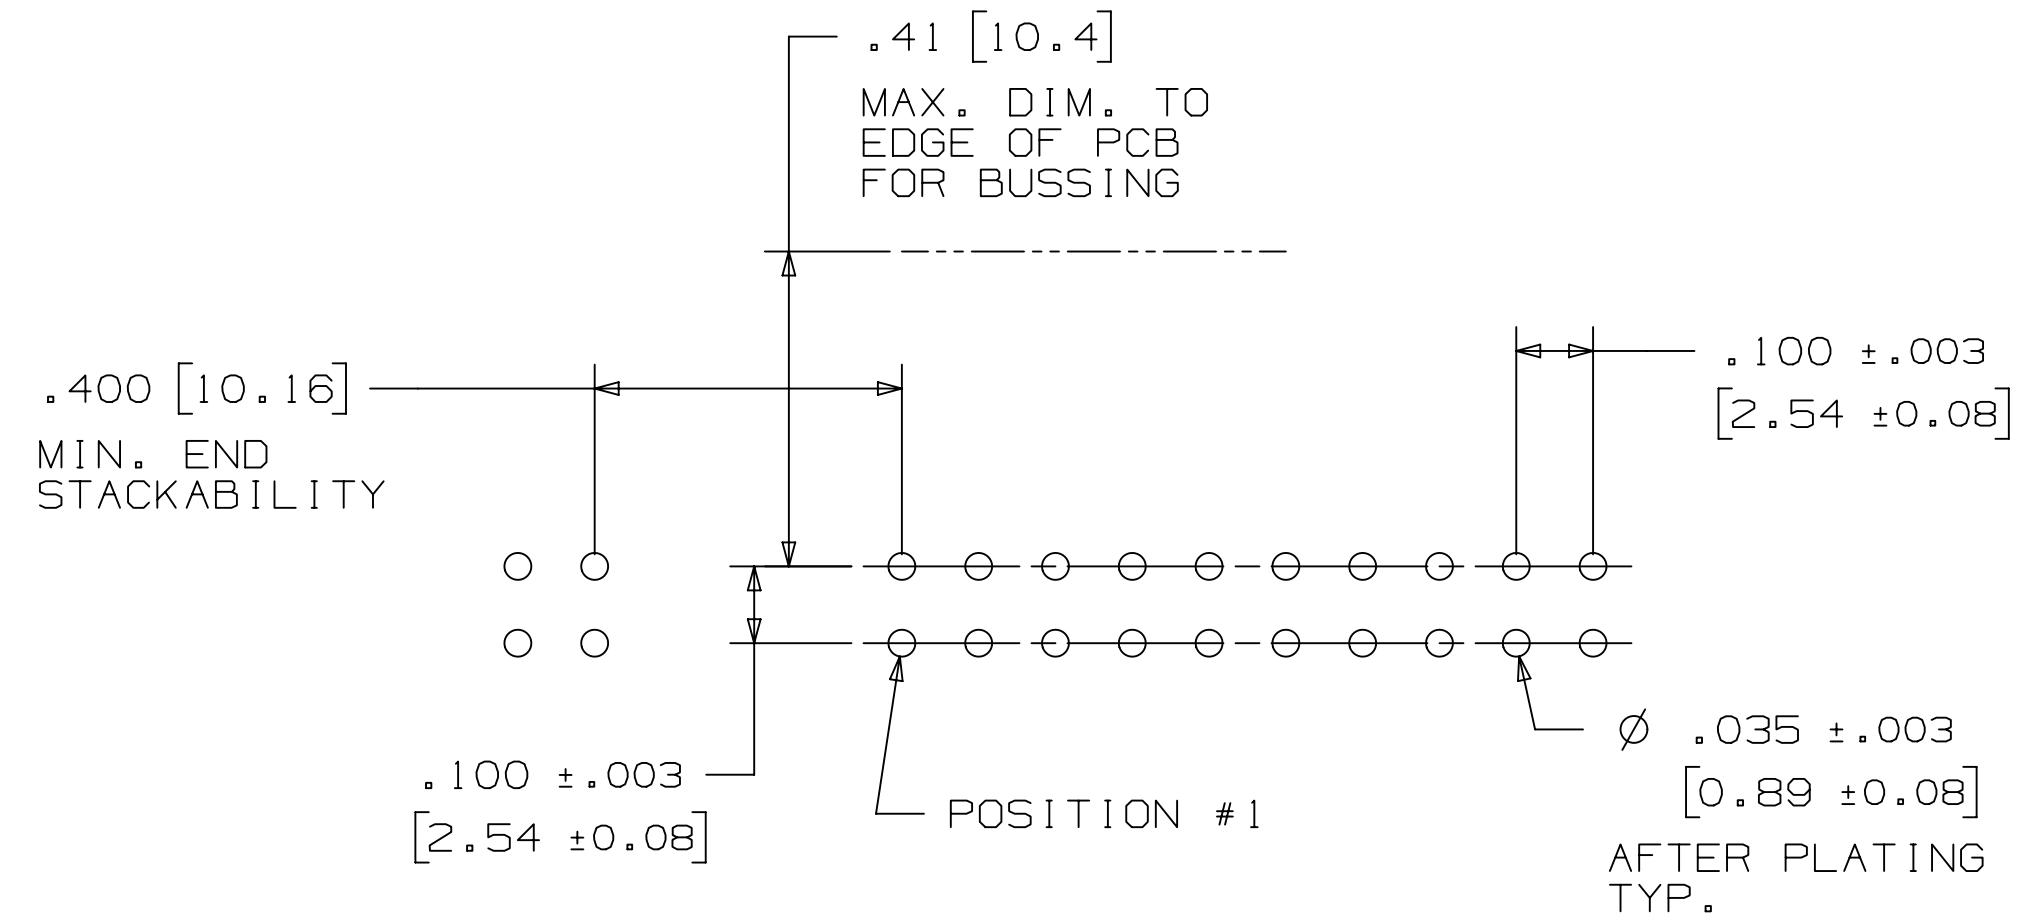 .41 [10.4]
MAX. DIM. TO
EDGE OF PCB
FOR BUSSING
.400 [10.16]
MIN. END
STACKABILITY
.100 ±.003
[2.54 ±0.08]
.100 ±.003
[2.54 ±0.08]
POSITION #1
Ø .035 ±.003
[0.89 ±0.08]
AFTER PLATING
TYP.